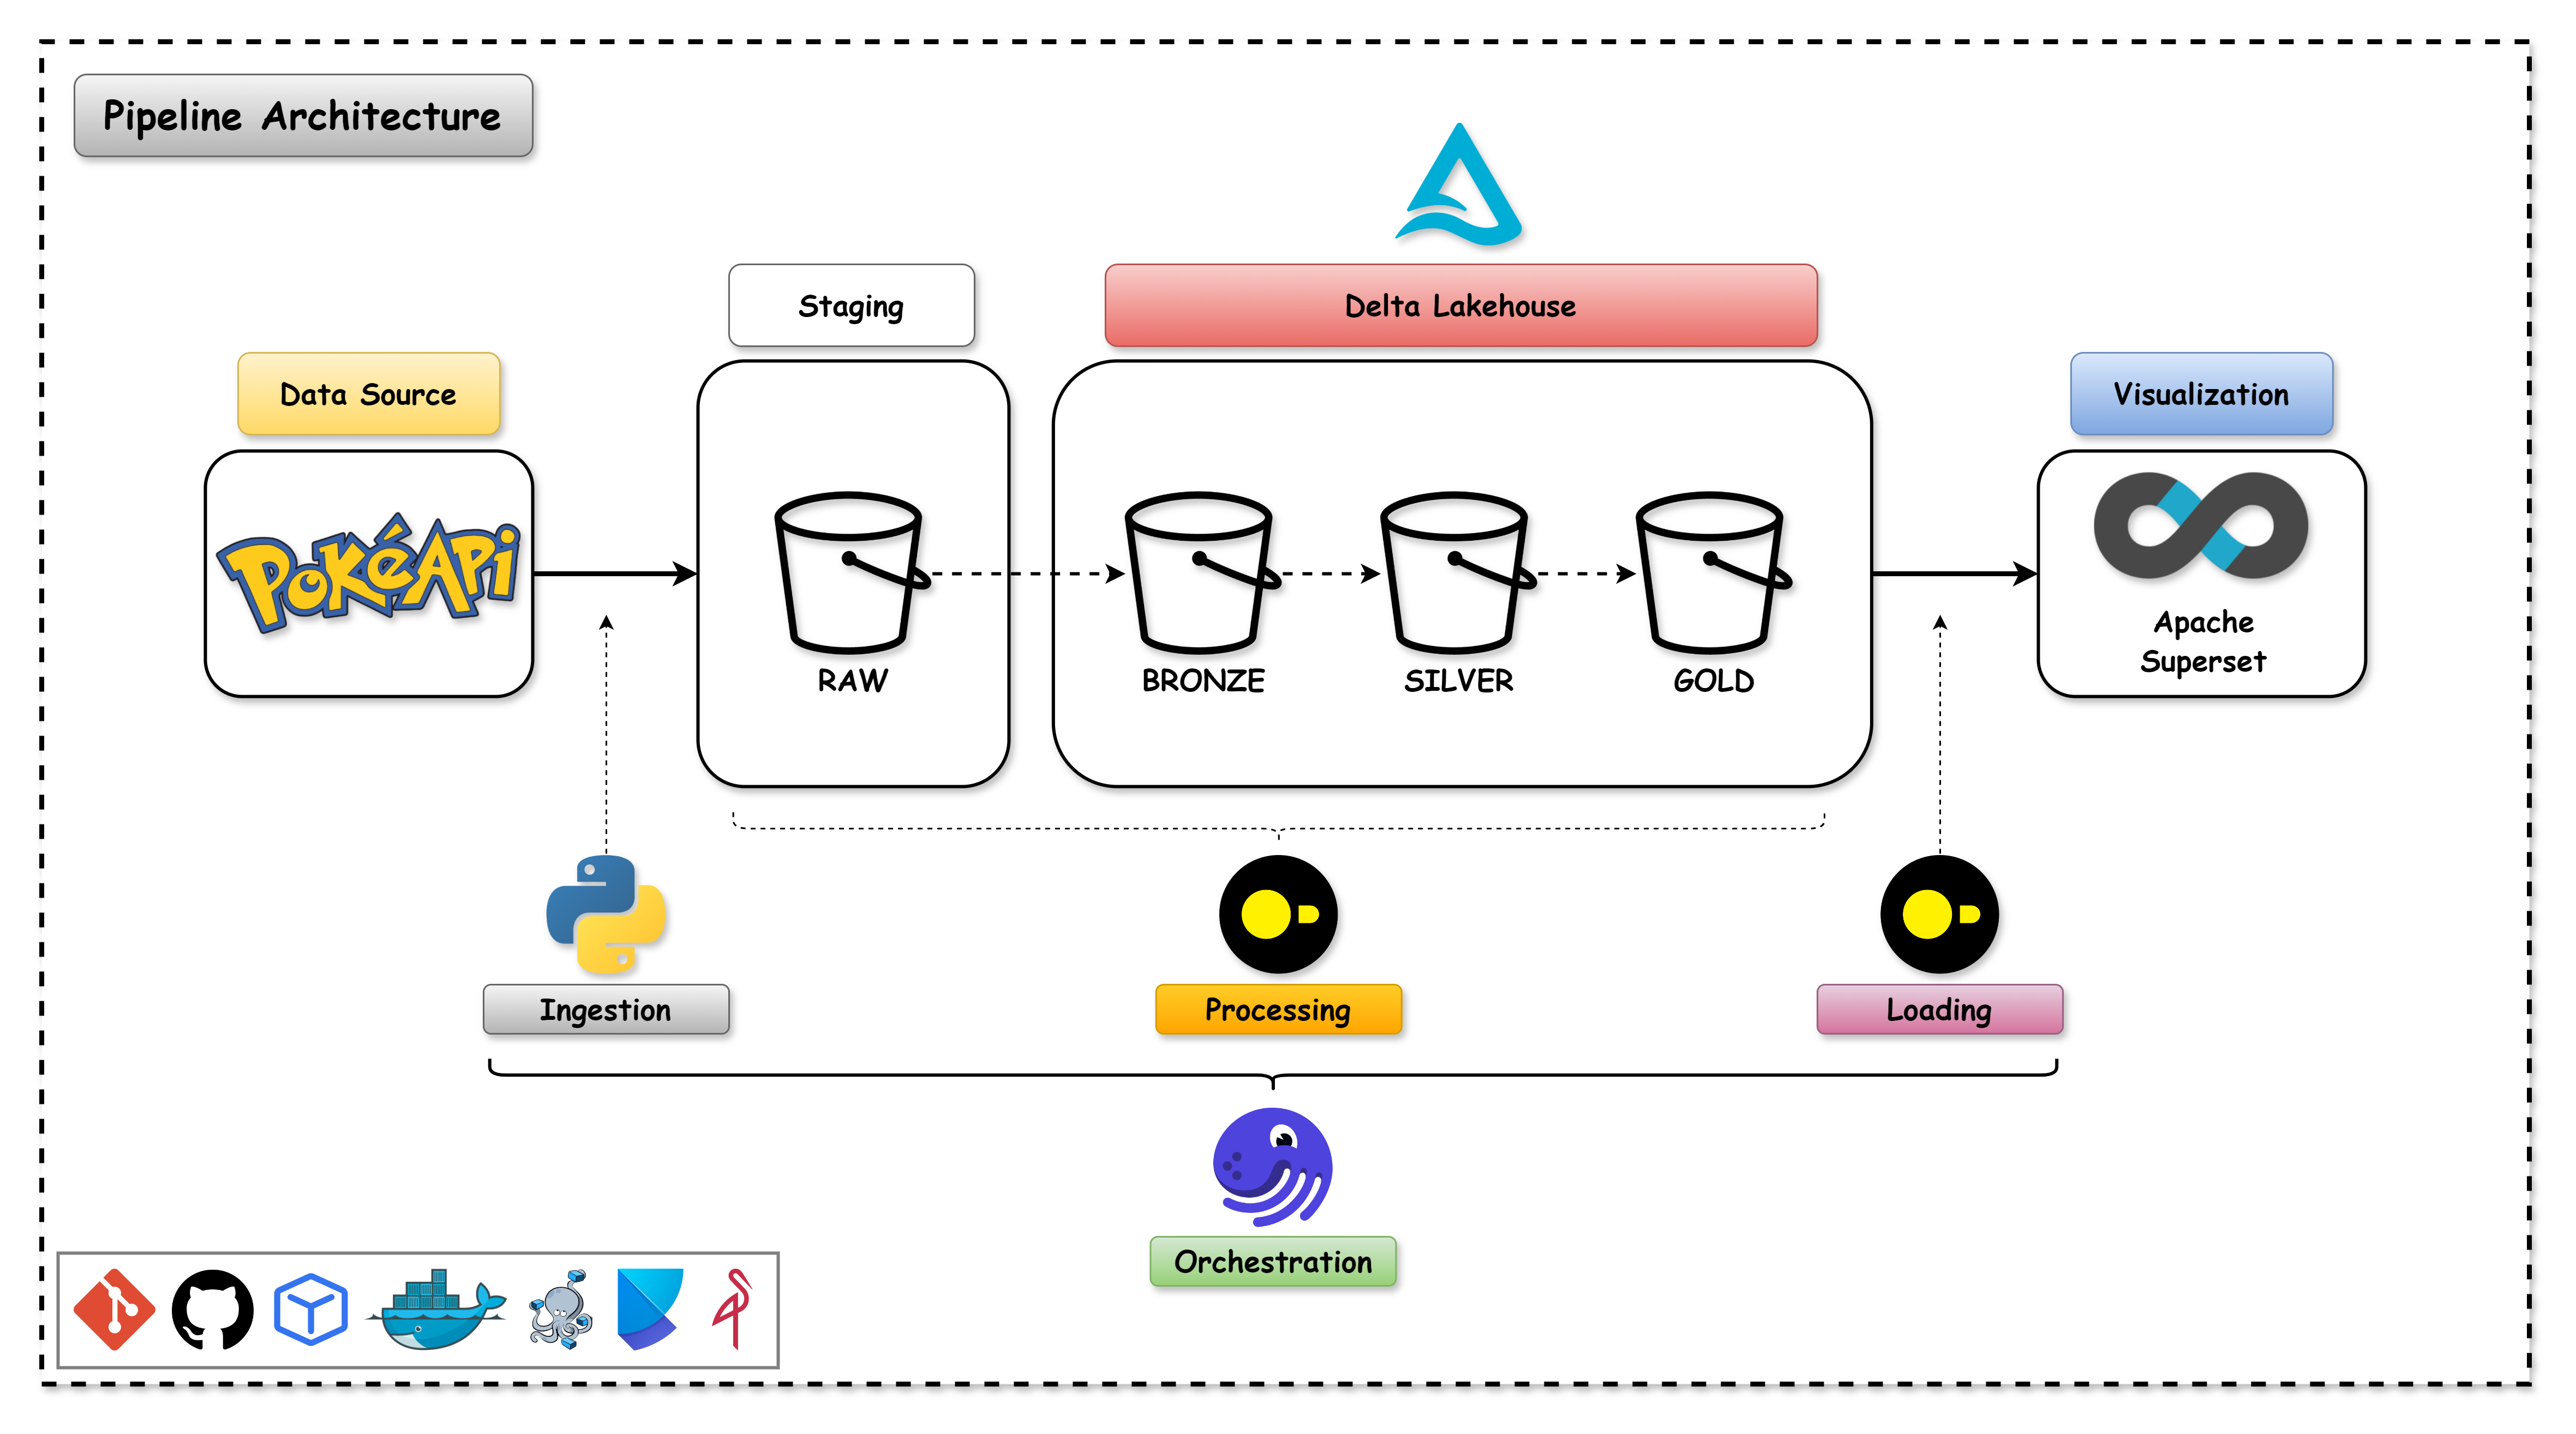 Pipeline Architecture
Staging
Delta Lakehouse
Data Source
Visualization
PokéAPi
RAW
BRONZE
SILVER
GOLD
Apache
Superset
Ingestion
Processing
Loading
Orchestration